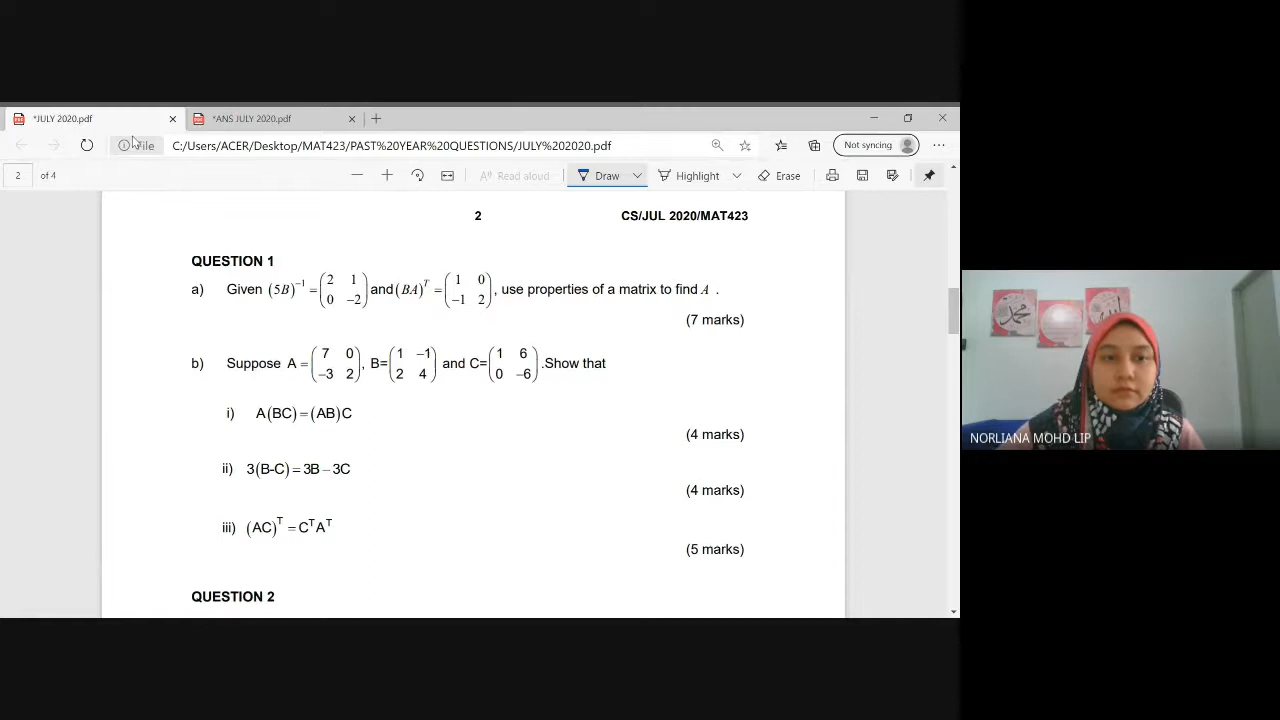 *JULY 2020.pdf
*ANS JULY 2020.pdf
File C:/Users/ACER/Desktop/MAT423/PAST%20YEAR%20QUESTIONS/JULY%202020.pdf Not syncing
2 of 4 Read aloud Draw Highlight Erase
2 CS/JUL 2020/MAT423
QUESTION 1
a) Given (5B)⁻¹ = (2 1; 0 −2) and (BA)ᵀ = (1 0; −1 2), use properties of a matrix to find A .
(7 marks)
b) Suppose A = (7 0; −3 2), B= (1 −1; 2 4) and C= (1 6; 0 −6) .Show that
i) A(BC) = (AB)C
(4 marks)
ii) 3(B-C) = 3B − 3C
(4 marks)
iii) (AC)ᵀ = CᵀAᵀ
(5 marks)
QUESTION 2
NORLIANA MOHD LIP